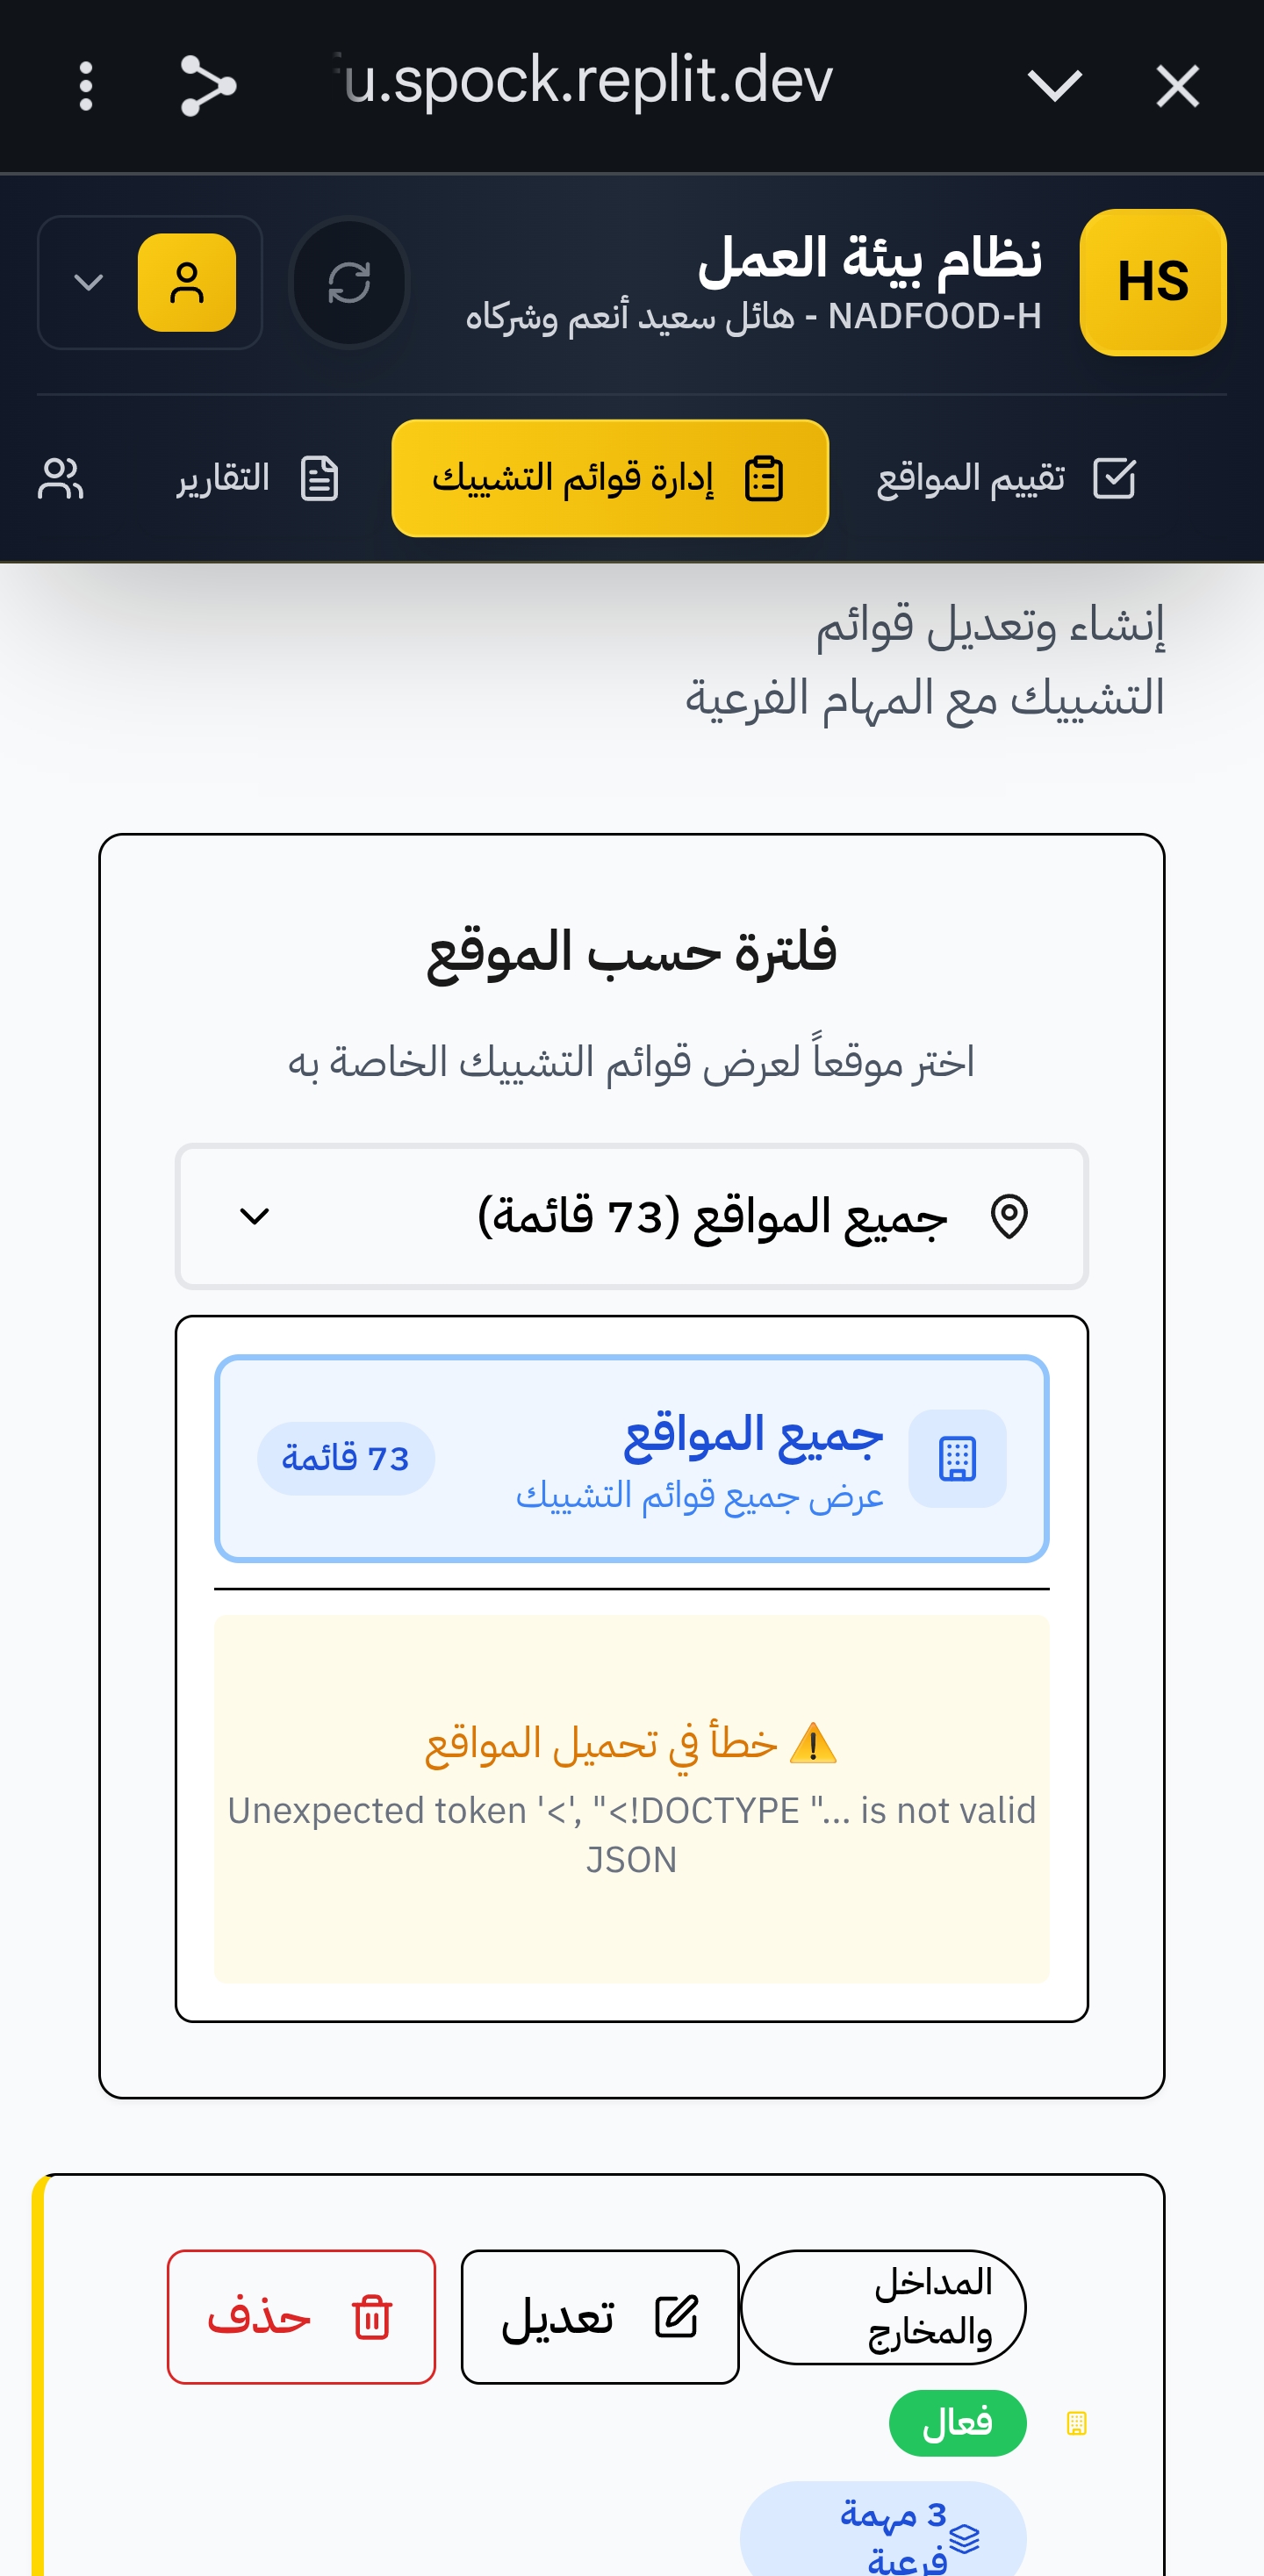 u.spock.replit.dev
HS
نظام بيئة العمل
NADFOOD-H - هائل سعيد أنعم وشركاه
تقييم المواقع
إدارة قوائم التشييك
التقارير
إنشاء وتعديل قوائم
التشييك مع المهام الفرعية
فلترة حسب الموقع
اختر موقعاً لعرض قوائم التشييك الخاصة به
جميع المواقع (73 قائمة)
جميع المواقع
73 قائمة
عرض جميع قوائم التشييك
⚠️ خطأ في تحميل المواقع
Unexpected token '<', "<!DOCTYPE "... is not valid
JSON
المداخل
والمخارج
تعديل
حذف
فعال
3 مهمة
فرعية